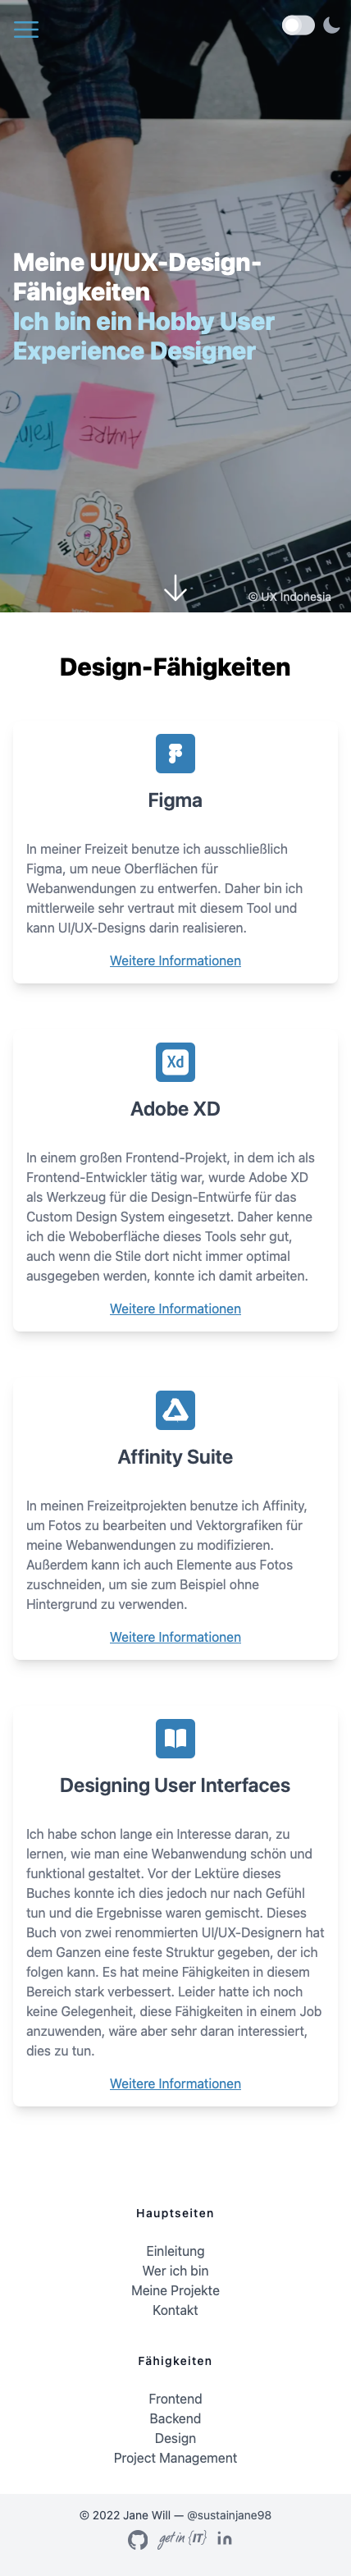 Meine UI/UX-Design-
Fähigkeiten
Ich bin ein Hobby User
Experience Designer
AWARE
HI
© UX Indonesia
Design-Fähigkeiten
Figma
In meiner Freizeit benutze ich ausschließlich
Figma, um neue Oberflächen für
Webanwendungen zu entwerfen. Daher bin ich
mittlerweile sehr vertraut mit diesem Tool und
kann UI/UX-Designs darin realisieren.
Weitere Informationen
Xd
Adobe XD
In einem großen Frontend-Projekt, in dem ich als
Frontend-Entwickler tätig war, wurde Adobe XD
als Werkzeug für die Design-Entwürfe für das
Custom Design System eingesetzt. Daher kenne
ich die Weboberfläche dieses Tools sehr gut,
auch wenn die Stile dort nicht immer optimal
ausgegeben werden, konnte ich damit arbeiten.
Weitere Informationen
Affinity Suite
In meinen Freizeitprojekten benutze ich Affinity,
um Fotos zu bearbeiten und Vektorgrafiken für
meine Webanwendungen zu modifizieren.
Außerdem kann ich auch Elemente aus Fotos
zuschneiden, um sie zum Beispiel ohne
Hintergrund zu verwenden.
Weitere Informationen
Designing User Interfaces
Ich habe schon lange ein Interesse daran, zu
lernen, wie man eine Webanwendung schön und
funktional gestaltet. Vor der Lektüre dieses
Buches konnte ich dies jedoch nur nach Gefühl
tun und die Ergebnisse waren gemischt. Dieses
Buch von zwei renommierten UI/UX-Designern hat
dem Ganzen eine feste Struktur gegeben, der ich
folgen kann. Es hat meine Fähigkeiten in diesem
Bereich stark verbessert. Leider hatte ich noch
keine Gelegenheit, diese Fähigkeiten in einem Job
anzuwenden, wäre aber sehr daran interessiert,
dies zu tun.
Weitere Informationen
Hauptseiten
Einleitung
Wer ich bin
Meine Projekte
Kontakt
Fähigkeiten
Frontend
Backend
Design
Project Management
© 2022 Jane Will — @sustainjane98
get in {IT}
in